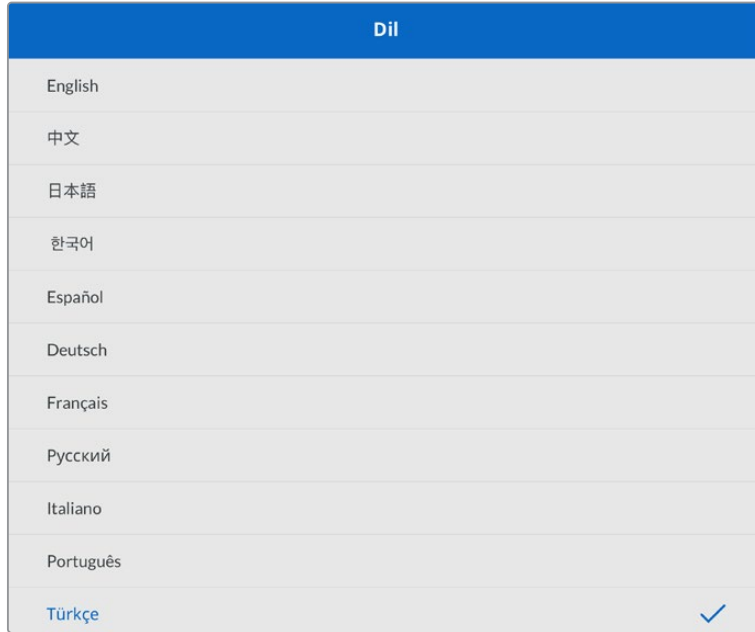 Dil
English
中文
日本語
한국어
Español
Deutsch
Français
Русский
Italiano
Português
Türkçe